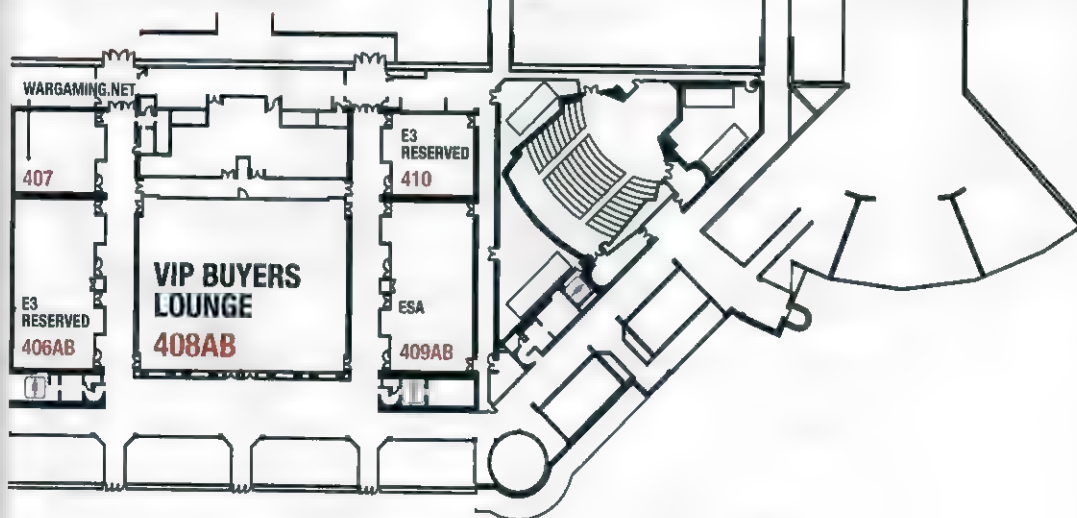 WARGAMING.NET
407
E3
RESERVED
410
VIP BUYERS
LOUNGE
408AB
E3
RESERVED
406AB
ESA
409AB